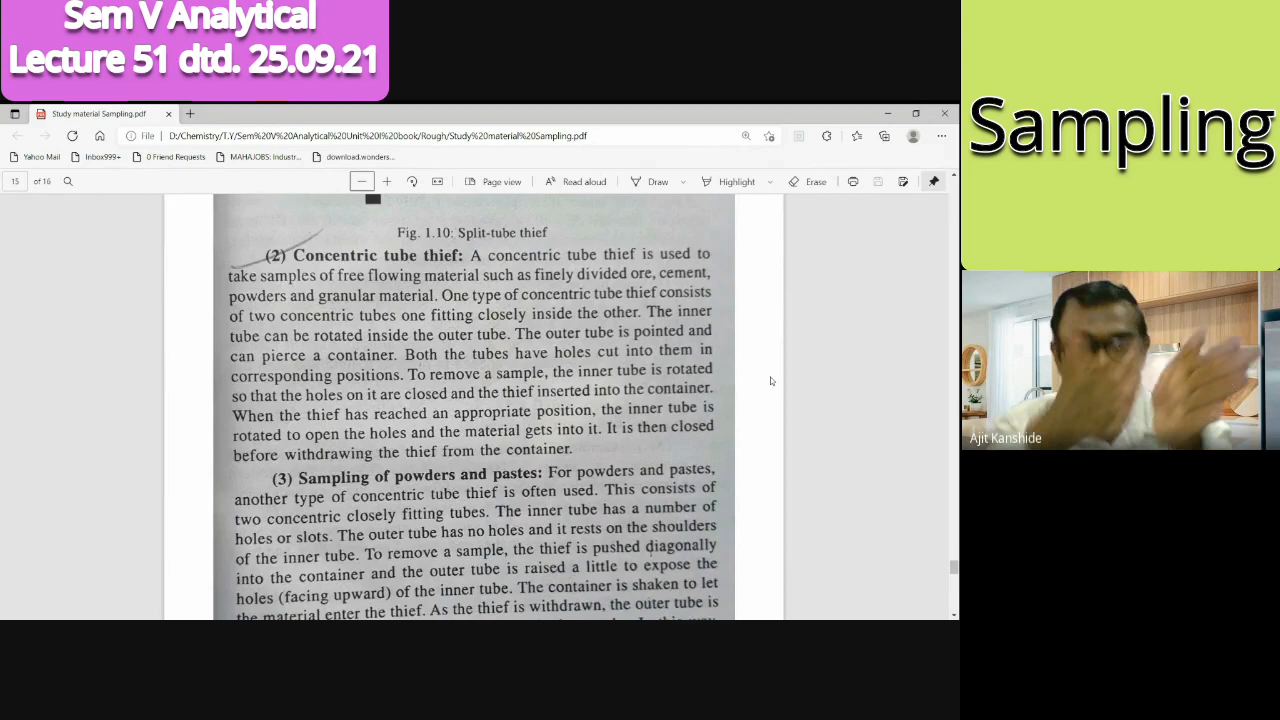 Sem V Analytical
Lecture 51 dtd. 25.09.21
Sampling
Study material Sampling.pdf
File
D:/Chemistry/T.Y/Sem%20V%20Analytical%20Unit%20I%20book/Rough/Study%20material%20Sampling.pdf
Yahoo Mail
Inbox999+
0 Friend Requests
MAHAJOBS: Industr...
download.wonders...
15 of 16
Page view
Read aloud
Draw
Highlight
Erase
Fig. 1.10: Split-tube thief
(2) Concentric tube thief: A concentric tube thief is used to
take samples of free flowing material such as finely divided ore, cement,
powders and granular material. One type of concentric tube thief consists
of two concentric tubes one fitting closely inside the other. The inner
tube can be rotated inside the outer tube. The outer tube is pointed and
can pierce a container. Both the tubes have holes cut into them in
corresponding positions. To remove a sample, the inner tube is rotated
so that the holes on it are closed and the thief inserted into the container.
When the thief has reached an appropriate position, the inner tube is
rotated to open the holes and the material gets into it. It is then closed
before withdrawing the thief from the container.
(3) Sampling of powders and pastes: For powders and pastes,
another type of concentric tube thief is often used. This consists of
two concentric closely fitting tubes. The inner tube has a number of
holes or slots. The outer tube has no holes and it rests on the shoulders
of the inner tube. To remove a sample, the thief is pushed diagonally
into the container and the outer tube is raised a little to expose the
holes (facing upward) of the inner tube. The container is shaken to let
the material enter the thief. As the thief is withdrawn, the outer tube is
Ajit Kanshide